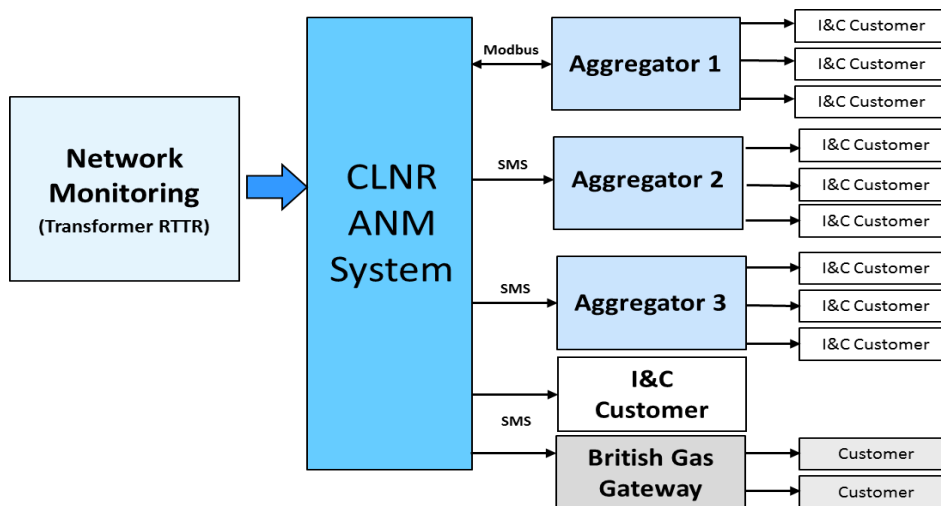 Network
Monitoring
(Transformer RTTR)
CLNR
ANM
System
Modbus
Aggregator 1
I&C Customer
I&C Customer
I&C Customer
SMS
Aggregator 2
I&C Customer
I&C Customer
I&C Customer
SMS
Aggregator 3
I&C Customer
I&C Customer
I&C Customer
I&C
Customer
SMS
British Gas
Gateway
Customer
Customer